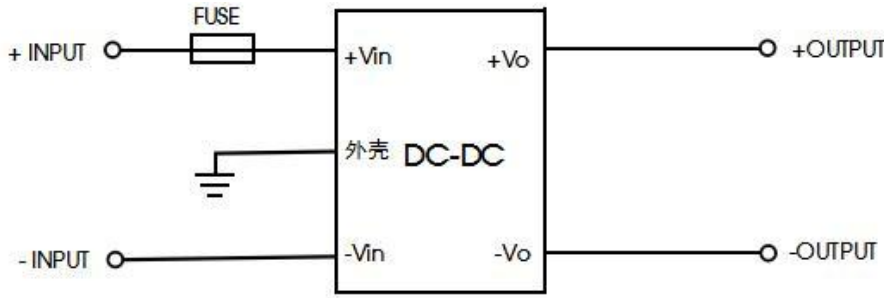 FUSE
+ INPUT
+Vin
+Vo
+OUTPUT
外壳
DC-DC
- INPUT
-Vin
-Vo
-OUTPUT